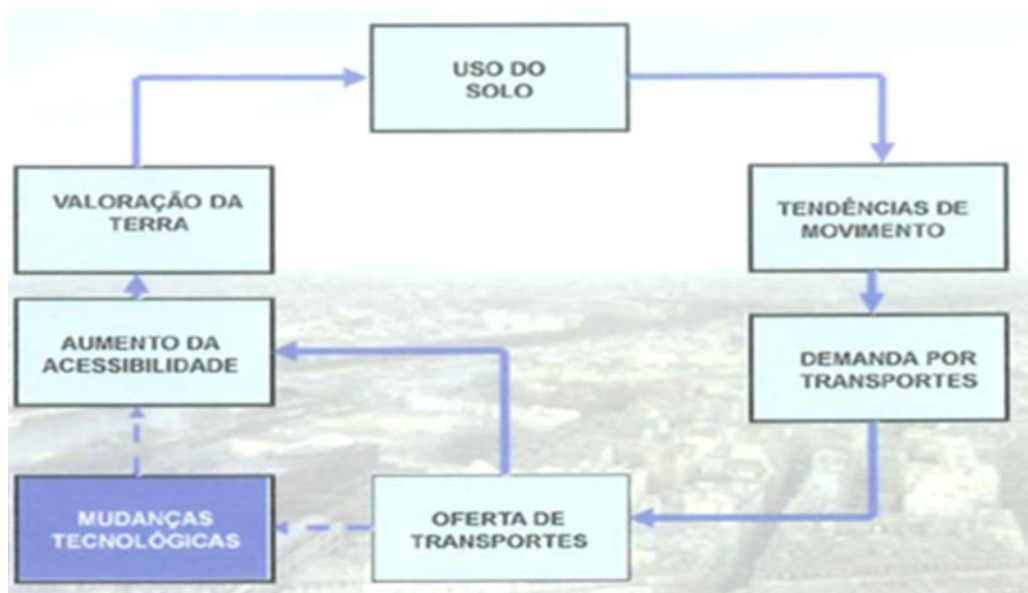 USO DO
SOLO
VALORAÇÃO DA
TERRA
TENDÊNCIAS DE
MOVIMENTO
AUMENTO DA
ACESSIBILIDADE
DEMANDA POR
TRANSPORTES
MUDANÇAS
TECNOLÓGICAS
OFERTA DE
TRANSPORTES